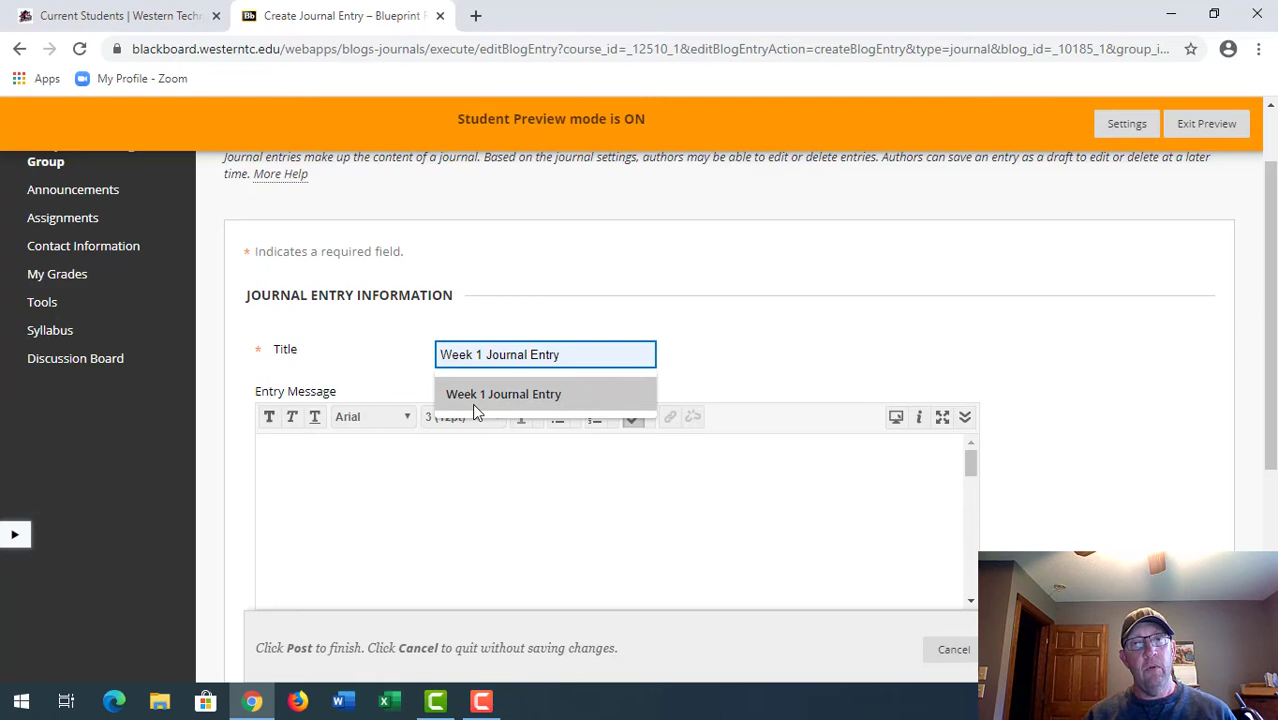 Current Students | Western Techn
Create Journal Entry – Blueprint R
blackboard.westerntc.edu/webapps/blogs-journals/execute/editBlogEntry?course_id=_12510_1&editBlogEntryAction=createBlogEntry&type=journal&blog_id=_10185_1&group_i...
Apps
My Profile - Zoom
Student Preview mode is ON
Settings
Exit Preview
Group
Announcements
Assignments
Contact Information
My Grades
Tools
Syllabus
Discussion Board
Journal entries make up the content of a journal. Based on the journal settings, authors may be able to edit or delete entries. Authors can save an entry as a draft to edit or delete at a later
time. More Help
* Indicates a required field.
JOURNAL ENTRY INFORMATION
* Title
Week 1 Journal Entry
Week 1 Journal Entry
Entry Message
T T T Arial 3 (12pt)
Click Post to finish. Click Cancel to quit without saving changes.
Cancel